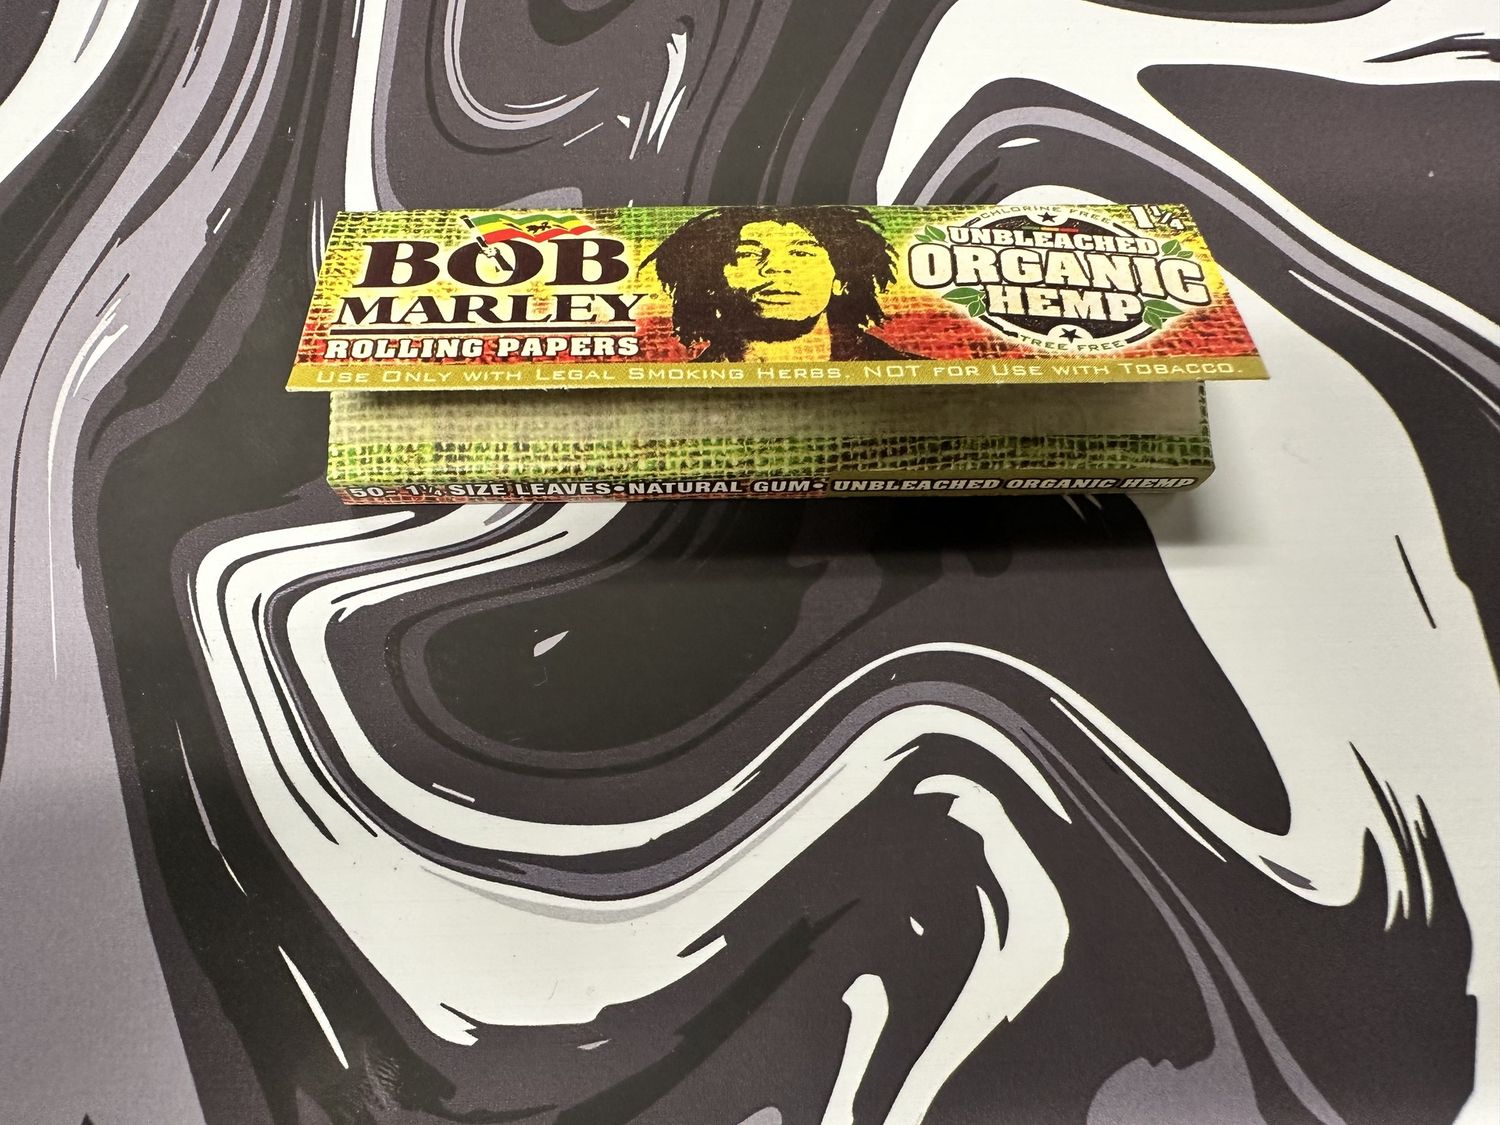 BOB
MARLEY
ROLLING PAPERS
CHLORINE FREE
UNBLEACHED
ORGANIC
HEMP
TREE FREE
1¼
USE ONLY WITH LEGAL SMOKING HERBS. NOT FOR USE WITH TOBACCO.
50 - 1¼ SIZE LEAVES • NATURAL GUM • UNBLEACHED ORGANIC HEMP